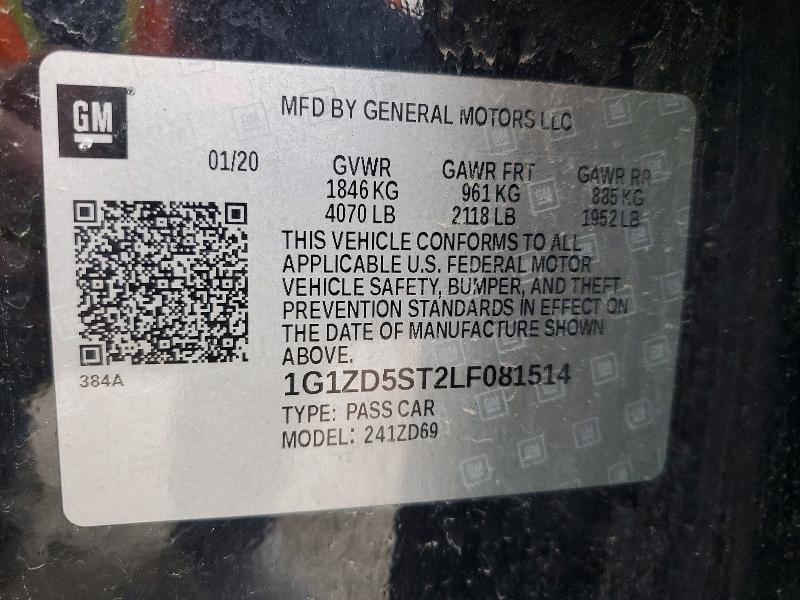 GM
MFD BY GENERAL MOTORS LLC
01/20
GVWR GAWR FRT GAWR RR
1846 KG 961 KG 885 KG
4070 LB 2118 LB 1952 LB
THIS VEHICLE CONFORMS TO ALL
APPLICABLE U.S. FEDERAL MOTOR
VEHICLE SAFETY, BUMPER, AND THEFT
PREVENTION STANDARDS IN EFFECT ON
THE DATE OF MANUFACTURE SHOWN
ABOVE.
384A
1G1ZD5ST2LF081514
TYPE: PASS CAR
MODEL: 241ZD69